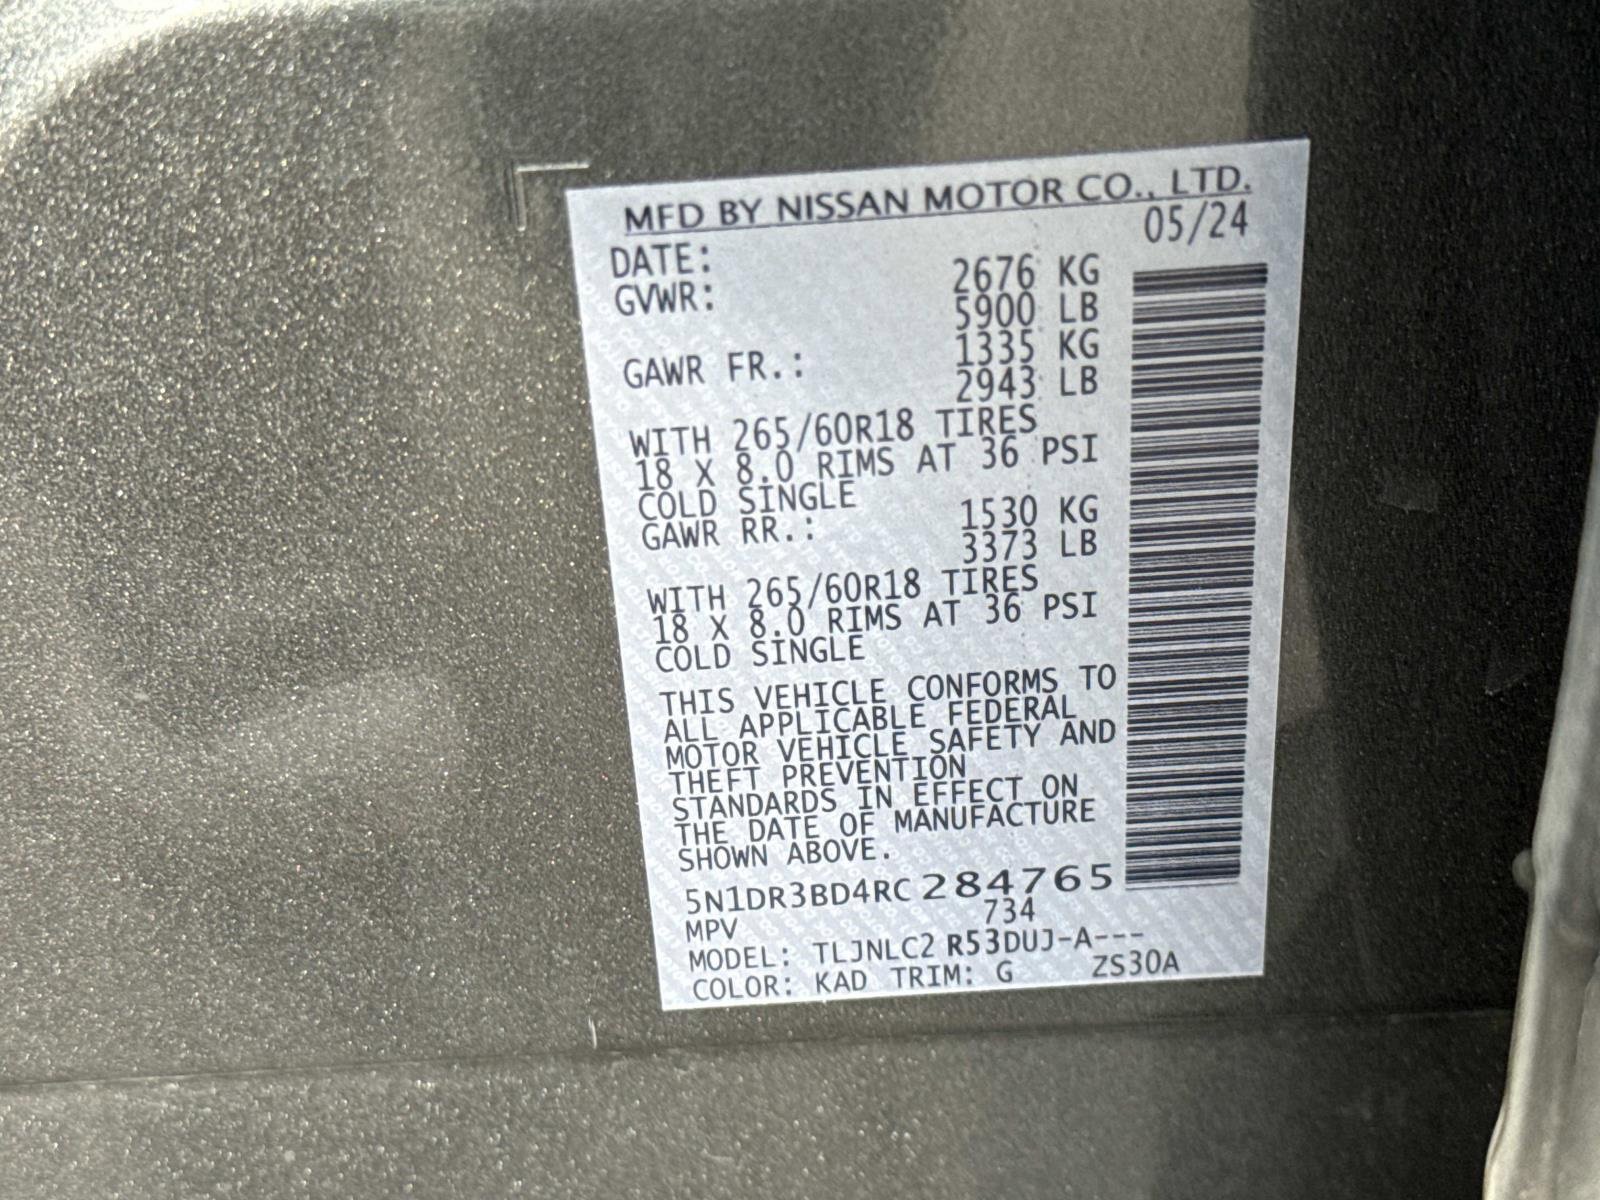 MFD BY NISSAN MOTOR CO., LTD.
DATE: 05/24
GVWR: 2676 KG
5900 LB
GAWR FR.: 1335 KG
2943 LB
WITH 265/60R18 TIRES
18 X 8.0 RIMS AT 36 PSI
COLD SINGLE
GAWR RR.: 1530 KG
3373 LB
WITH 265/60R18 TIRES
18 X 8.0 RIMS AT 36 PSI
COLD SINGLE
THIS VEHICLE CONFORMS TO
ALL APPLICABLE FEDERAL
MOTOR VEHICLE SAFETY AND
THEFT PREVENTION
STANDARDS IN EFFECT ON
THE DATE OF MANUFACTURE
SHOWN ABOVE.
5N1DR3BD4RC284765
MPV 734
MODEL: TLJNLC2 R53DUJ-A---
COLOR: KAD TRIM: G ZS30A